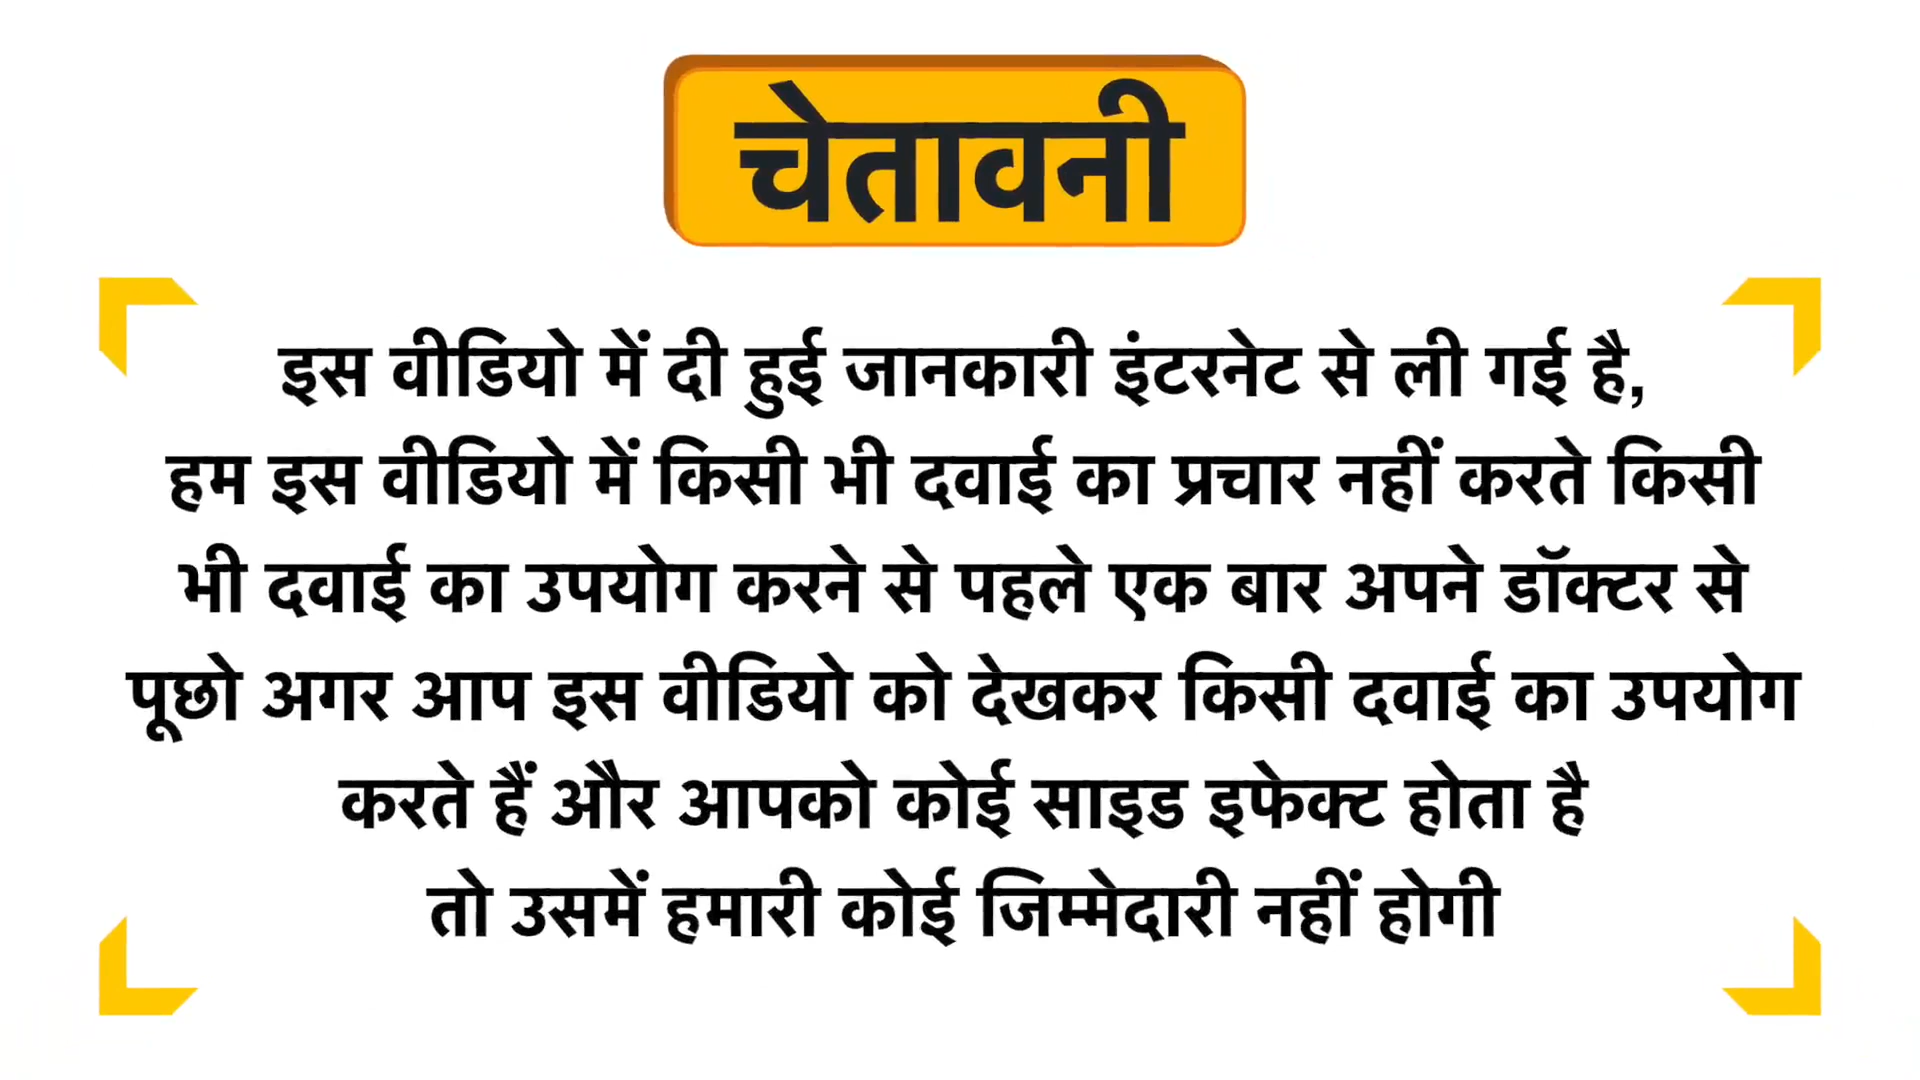 चेतावनी
इस वीडियो में दी हुई जानकारी इंटरनेट से ली गई है,
हम इस वीडियो में किसी भी दवाई का प्रचार नहीं करते किसी
भी दवाई का उपयोग करने से पहले एक बार अपने डॉक्टर से
पूछो अगर आप इस वीडियो को देखकर किसी दवाई का उपयोग
करते हैं और आपको कोई साइड इफेक्ट होता है
तो उसमें हमारी कोई जिम्मेदारी नहीं होगी